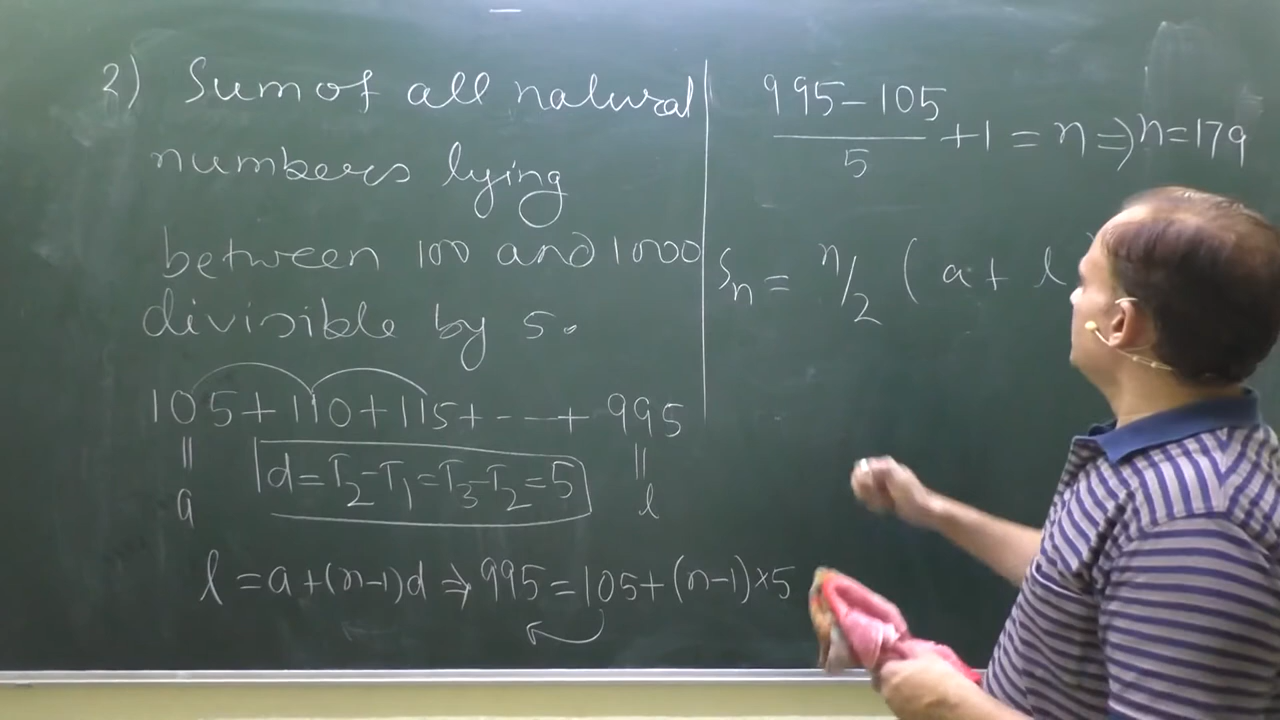 2) Sum of all natural
numbers lying
between 100 and 1000
divisible by 5.
105+110+115+----+ 995
|| ||
a d=T2-T1=T3-T2=5 l
l = a+(n-1)d ⇒ 995 = 105+(n-1)×5
995-105
5
+1 = n ⇒ n=179
Sn = n/2 ( a+ l